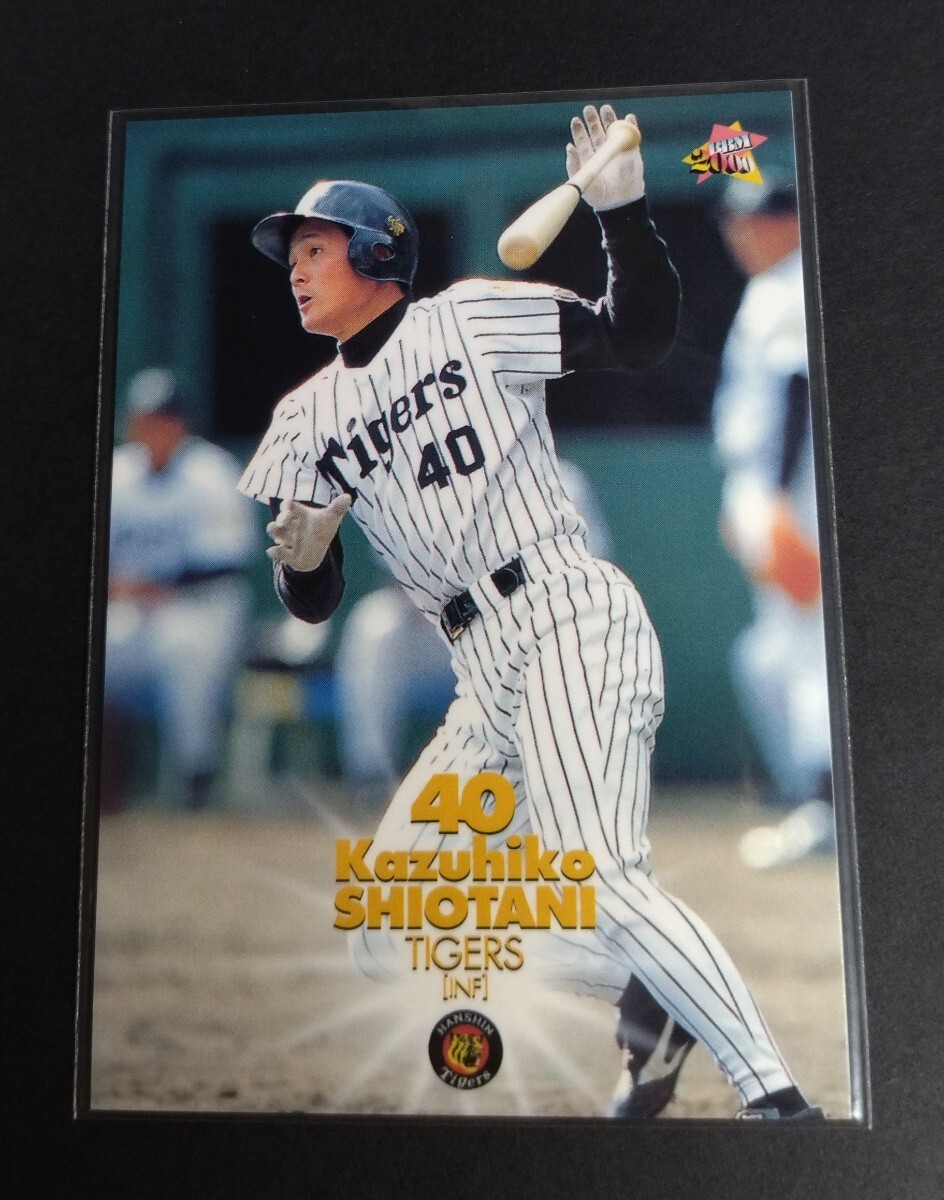 BBM
2000
Tigers
40
40
Kazuhiko
SHIOTANI
TIGERS
[INF]
HANSHIN
Tigers